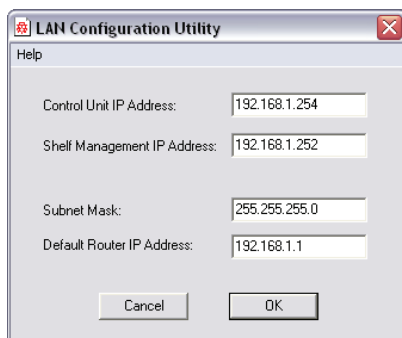 LAN Configuration Utility
Help
Control Unit IP Address: 192.168.1.254
Shelf Management IP Address: 192.168.1.252
Subnet Mask: 255.255.255.0
Default Router IP Address: 192.168.1.1
Cancel OK